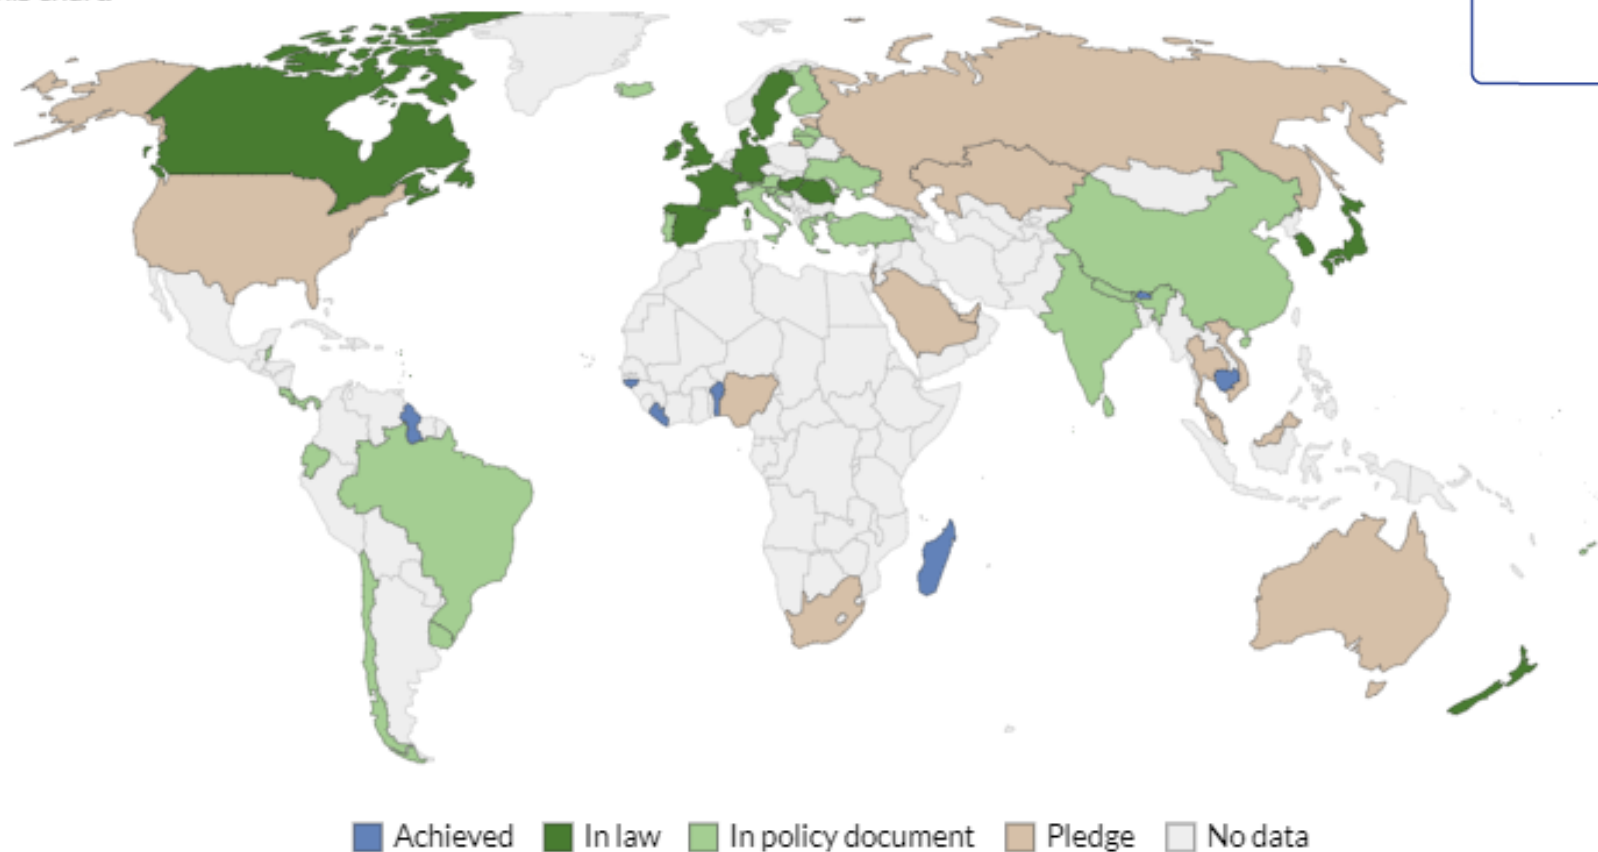 Achieved
In law
In policy document
Pledge
No data